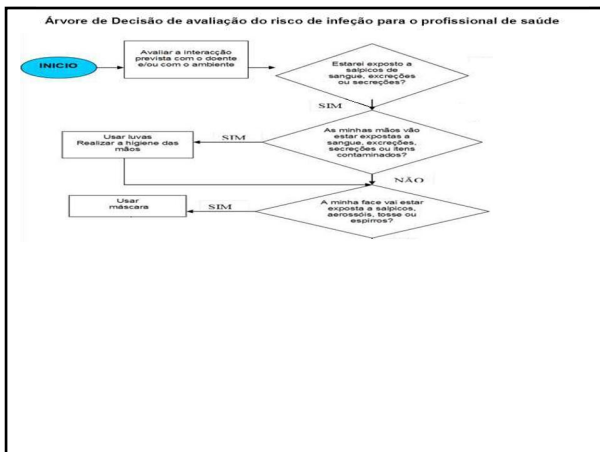 Árvore de Decisão de avaliação do risco de infeção para o profissional de saúde
INICIO
Avaliar a interacção
prevista com o doente
e/ou com o ambiente
Estarei exposto a
salpicos de
sangue, excreções
ou secreções?
SIM
As minhas mãos vão
estar expostas a
sangue, excreções,
secreções ou itens
contaminados?
SIM
Usar luvas
Realizar a higiene das
mãos
NÃO
A minha face vai estar
exposta a salpicos,
aerossóis, tosse ou
espirros?
SIM
Usar
máscara